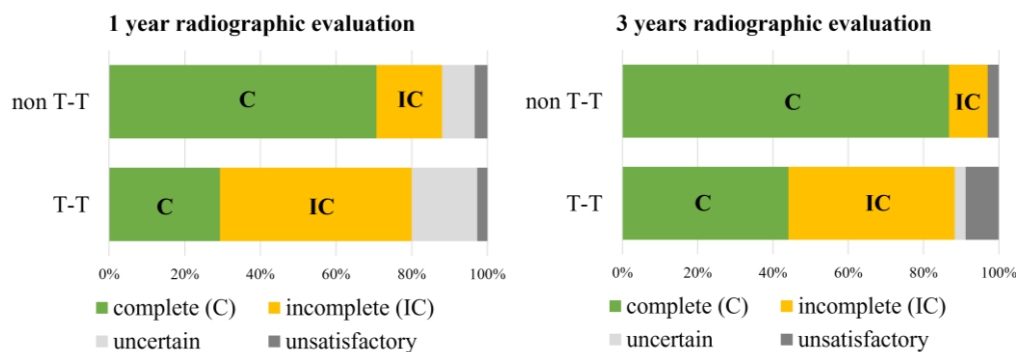 1 year radiographic evaluation
non T-T
C
IC
T-T
C
IC
0% 20% 40% 60% 80% 100%
complete (C) incomplete (IC)
uncertain unsatisfactory
3 years radiographic evaluation
non T-T
C
IC
T-T
C
IC
0% 20% 40% 60% 80% 100%
complete (C) incomplete (IC)
uncertain unsatisfactory